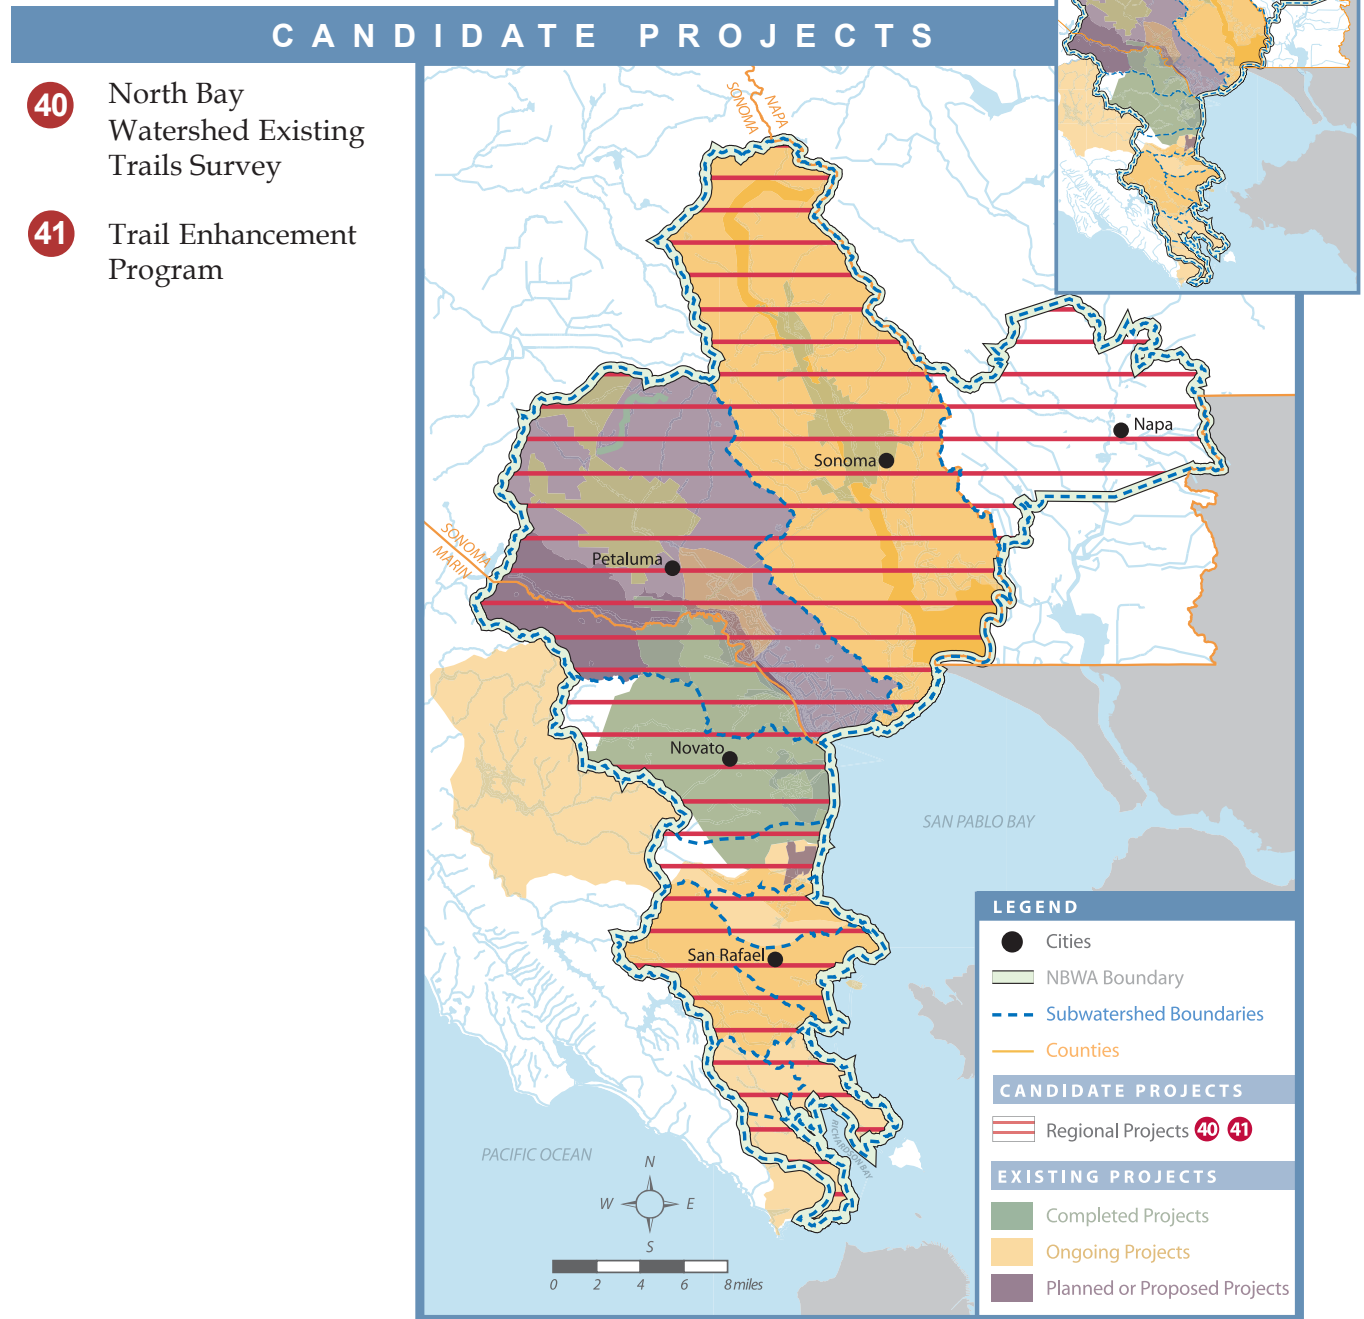 CANDIDATE PROJECTS
40 North Bay
Watershed Existing
Trails Survey
41 Trail Enhancement
Program
SONOMA
NAPA
Napa
Sonoma
SONOMA
MARIN
Petaluma
Novato
SAN PABLO BAY
San Rafael
RICHARDSON BAY
PACIFIC OCEAN
N
W E
S
0 2 4 6 8 miles
LEGEND
Cities
NBWA Boundary
Subwatershed Boundaries
Counties
CANDIDATE PROJECTS
Regional Projects 40 41
EXISTING PROJECTS
Completed Projects
Ongoing Projects
Planned or Proposed Projects